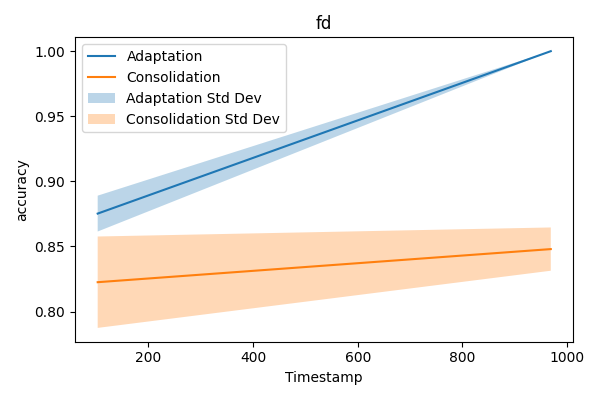 fd
1.00
0.95
0.90
0.85
0.80
accuracy
Adaptation
Consolidation
Adaptation Std Dev
Consolidation Std Dev
200
400
600
800
1000
Timestamp